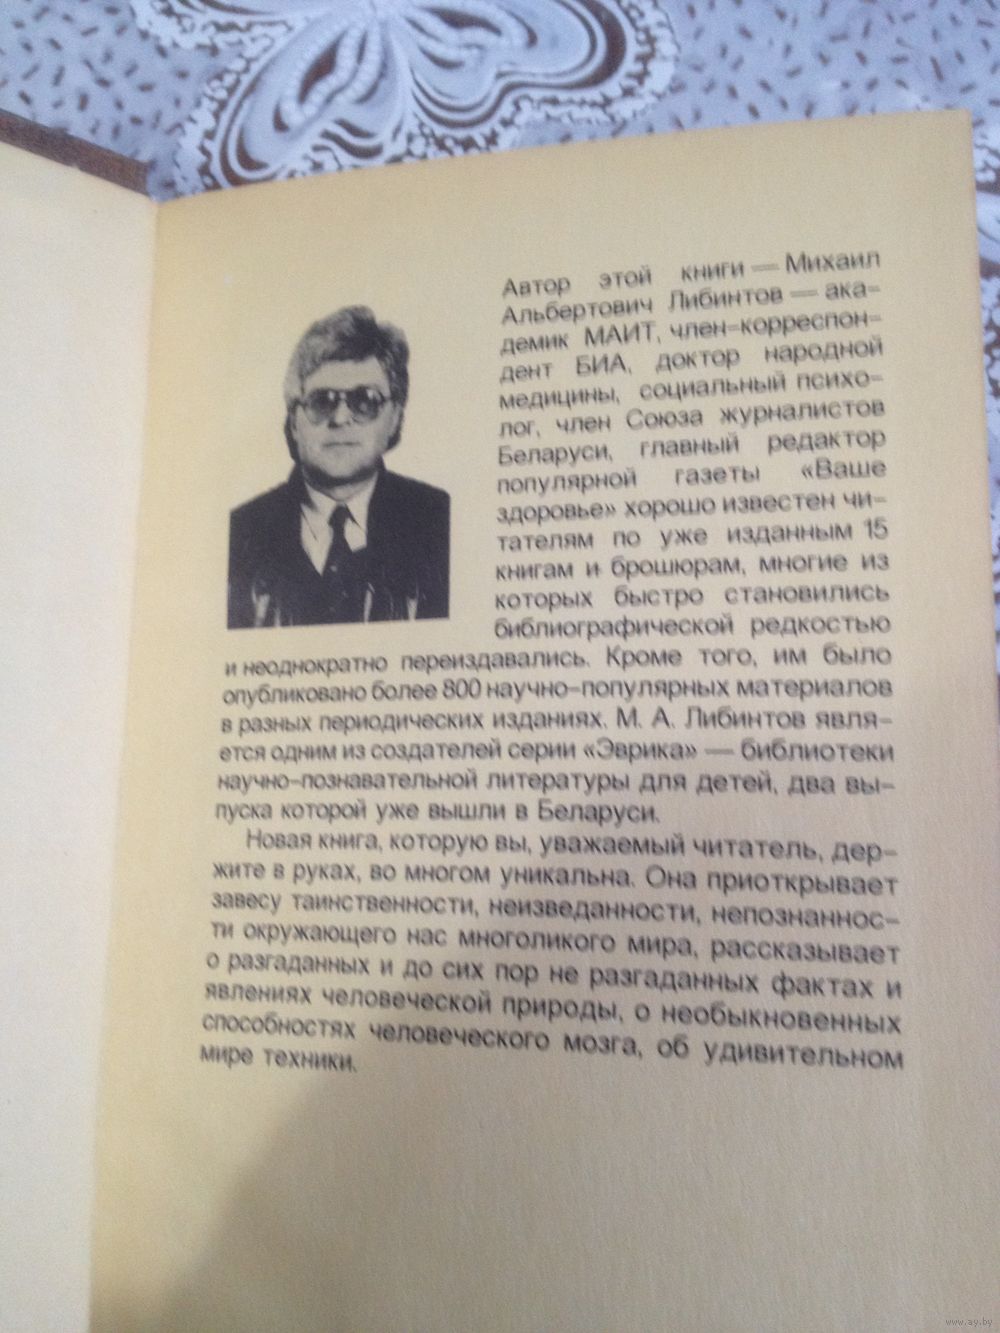 Автор этой книги — Михаил
Альбертович Либинтов — ака-
демик МАИТ, член-корреспон-
дент БИА, доктор народной
медицины, социальный психо-
лог, член Союза журналистов
Беларуси, главный редактор
популярной газеты «Ваше
здоровье» хорошо известен чи-
тателям по уже изданным 15
книгам и брошюрам, многие из
которых быстро становились
библиографической редкостью
и неоднократно переиздавались. Кроме того, им было
опубликовано более 800 научно-популярных материалов
в разных периодических изданиях. М. А. Либинтов явля-
ется одним из создателей серии «Эврика» — библиотеки
научно-познавательной литературы для детей, два вы-
пуска которой уже вышли в Беларуси.
Новая книга, которую вы, уважаемый читатель, дер-
жите в руках, во многом уникальна. Она приоткрывает
завесу таинственности, неизведанности, непознаннос-
ти окружающего нас многоликого мира, рассказывает
о разгаданных и до сих пор не разгаданных фактах и
явлениях человеческой природы, о необыкновенных
способностях человеческого мозга, об удивительном
мире техники.
www.ay.by